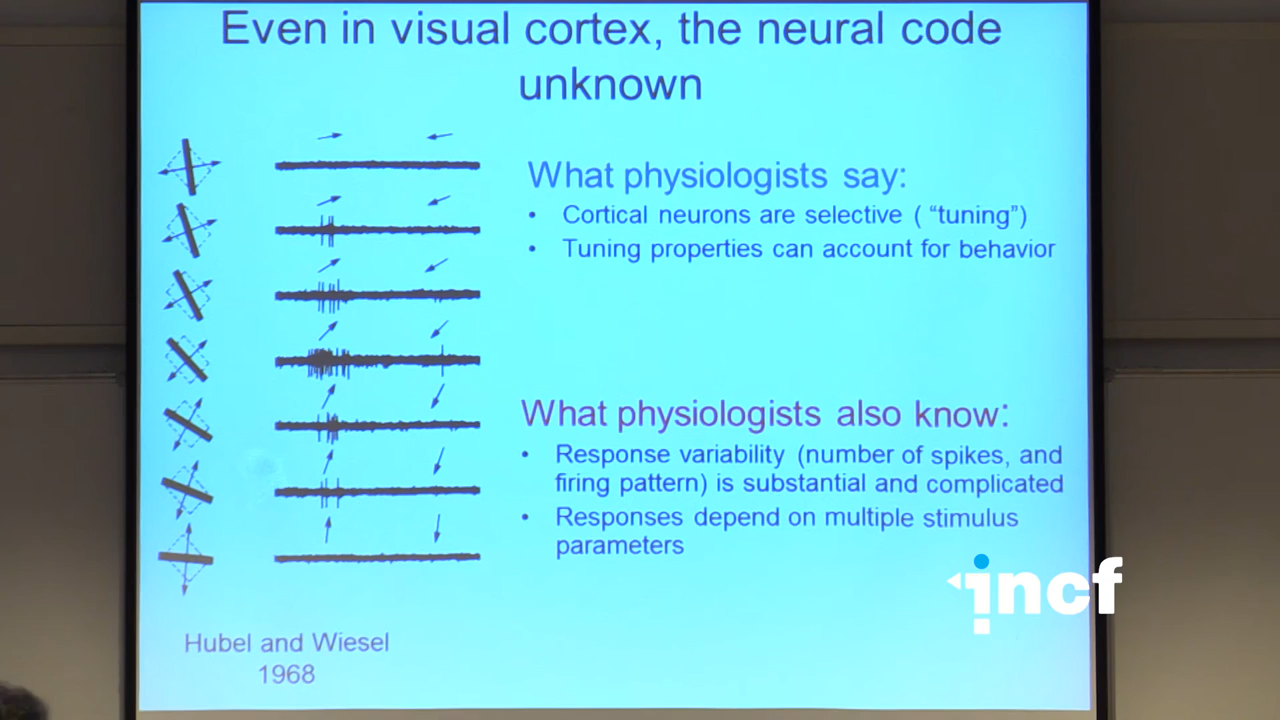 Even in visual cortex, the neural code
unknown
What physiologists say:
• Cortical neurons are selective ( “tuning”)
• Tuning properties can account for behavior
What physiologists also know:
• Response variability (number of spikes, and
firing pattern) is substantial and complicated
• Responses depend on multiple stimulus
parameters
Hubel and Wiesel
1968
incf